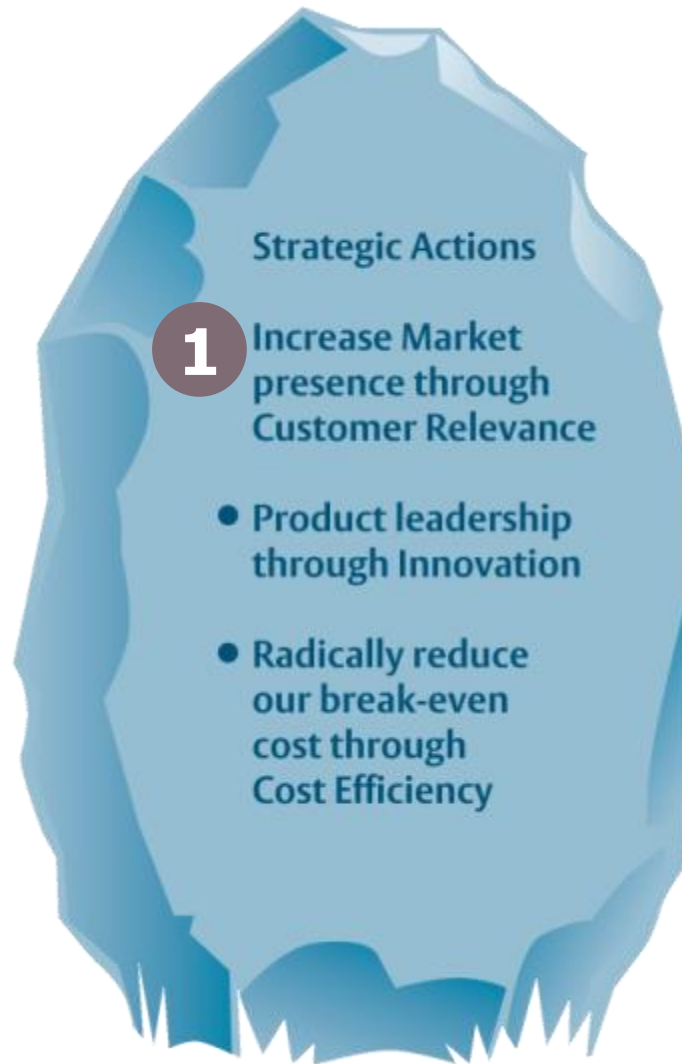 Strategic Actions
1 Increase Market
presence through
Customer Relevance
• Product leadership
through Innovation
• Radically reduce
our break-even
cost through
Cost Efficiency